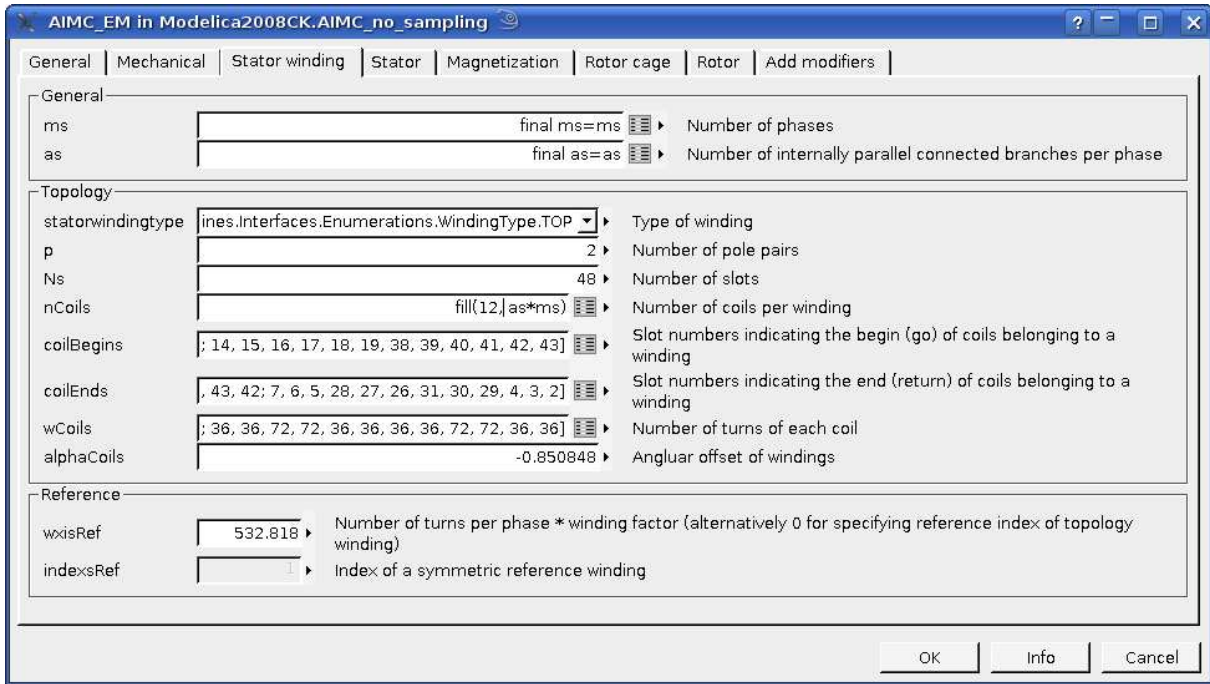 AIMC_EM in Modelica2008CK.AIMC_no_sampling
General Mechanical Stator winding Stator Magnetization Rotor cage Rotor Add modifiers
General
ms final ms=ms Number of phases
as final as=as Number of internally parallel connected branches per phase
Topology
statorwindingtype ines.Interfaces.Enumerations.WindingType.TOP Type of winding
p 2 Number of pole pairs
Ns 48 Number of slots
nCoils fill(12, as*ms) Number of coils per winding
coilBegins ; 14, 15, 16, 17, 18, 19, 38, 39, 40, 41, 42, 43] Slot numbers indicating the begin (go) of coils belonging to a
winding
coilEnds , 43, 42; 7, 6, 5, 28, 27, 26, 31, 30, 29, 4, 3, 2] Slot numbers indicating the end (return) of coils belonging to a
winding
wCoils ; 36, 36, 72, 72, 36, 36, 36, 36, 72, 72, 36, 36] Number of turns of each coil
alphaCoils -0.850848 Angluar offset of windings
Reference
wxisRef 532.818 Number of turns per phase * winding factor (alternatively 0 for specifying reference index of topology
winding)
indexsRef 1 Index of a symmetric reference winding
OK Info Cancel